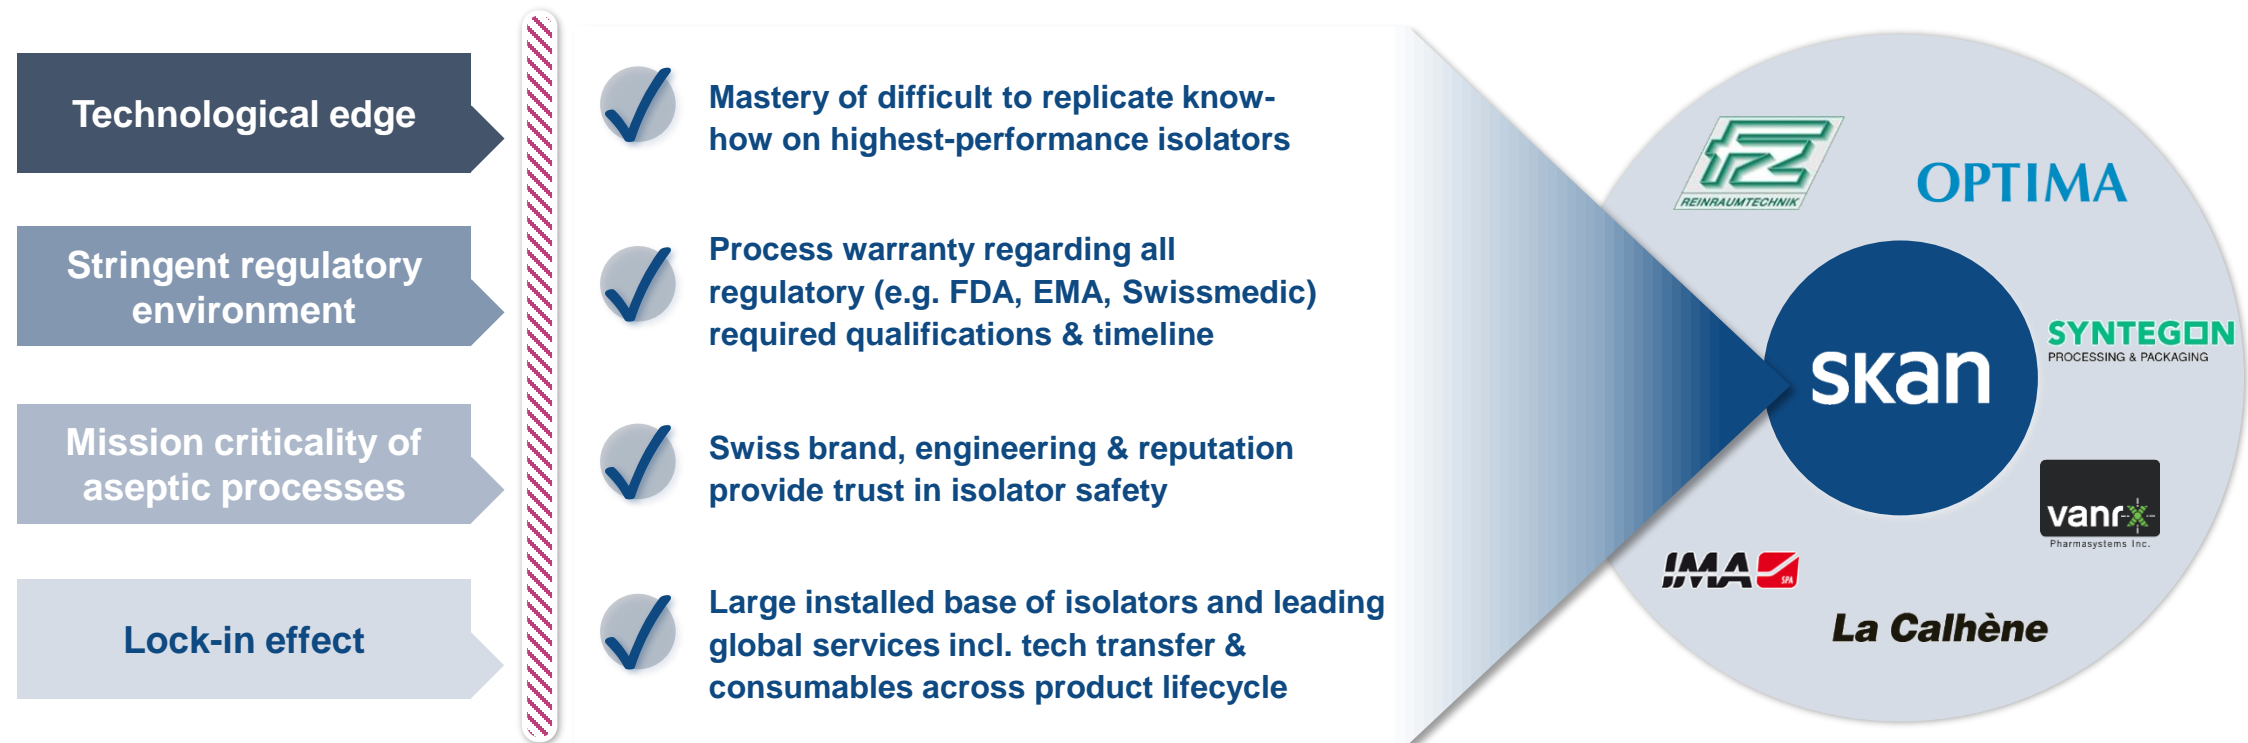 Technological edge
Mastery of difficult to replicate know-
how on highest-performance isolators
Stringent regulatory
environment
Process warranty regarding all
regulatory (e.g. FDA, EMA, Swissmedic)
required qualifications & timeline
Mission criticality of
aseptic processes
Swiss brand, engineering & reputation
provide trust in isolator safety
Lock-in effect
Large installed base of isolators and leading
global services incl. tech transfer &
consumables across product lifecycle
fz
REINRAUMTECHNIK
OPTIMA
SYNTEGON
PROCESSING & PACKAGING
skan
vanrx
Pharmasystems Inc.
IMA
SPA
La Calhène